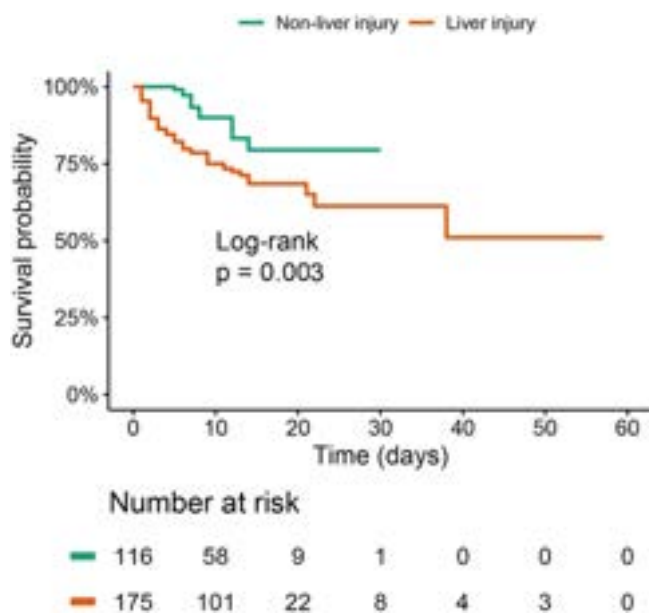 Non-liver injury Liver injury
Survival probability
100%
75%
50%
25%
0%
Log-rank
p = 0.003
0 10 20 30 40 50 60
Time (days)
Number at risk
116 58 9 1 0 0 0
175 101 22 8 4 3 0